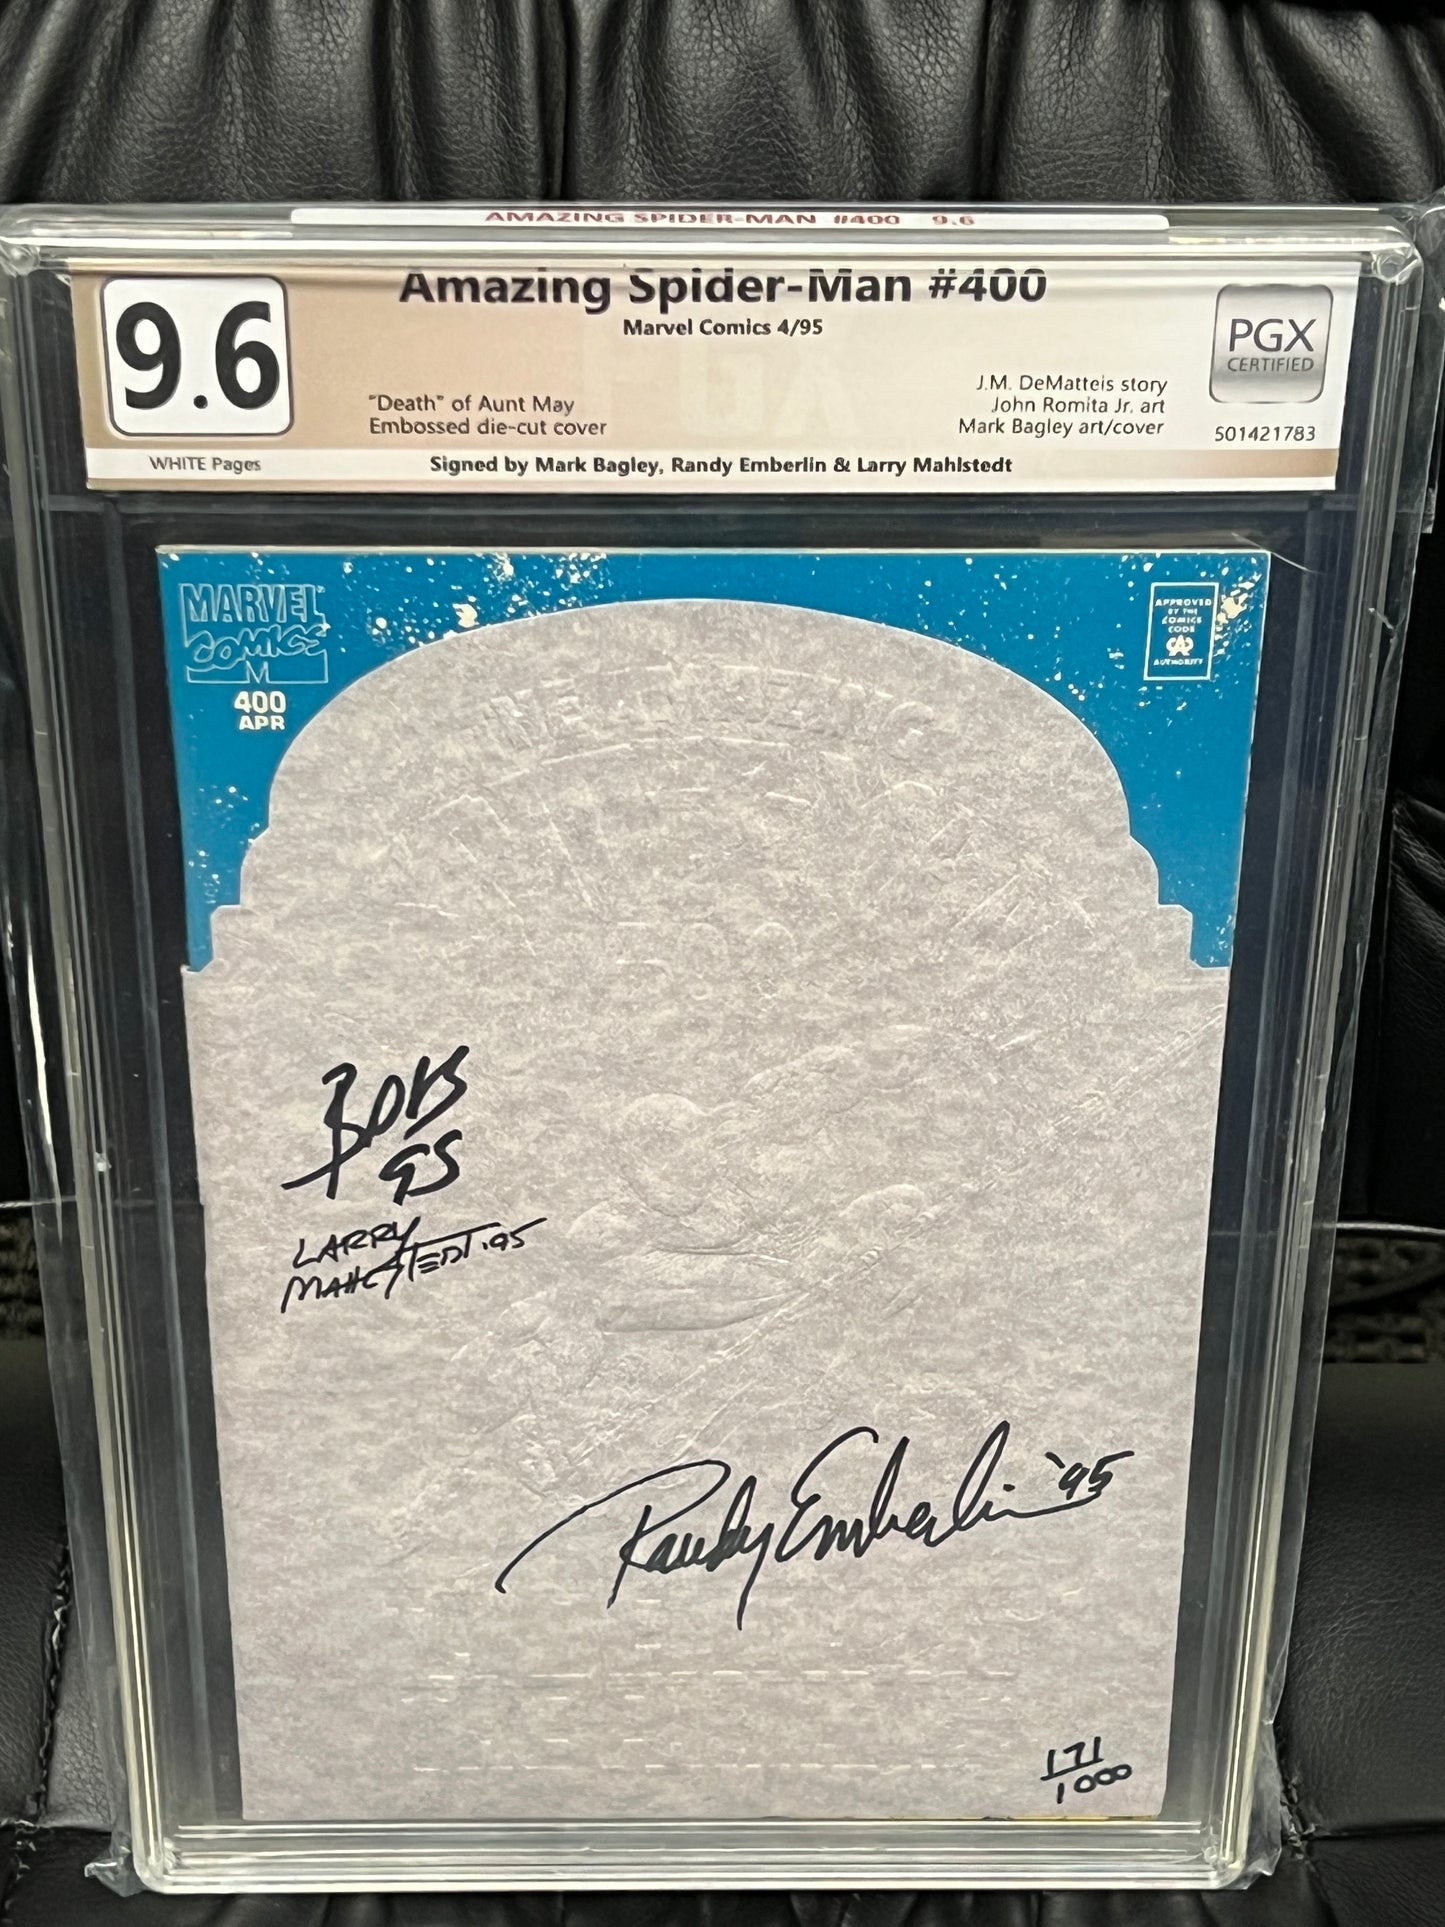 AMAZING SPIDER-MAN #400 9.6
9.6
Amazing Spider-Man #400
Marvel Comics 4/95
PGX
CERTIFIED
"Death" of Aunt May
Embossed die-cut cover
J.M. DeMatteis story
John Romita Jr. art
Mark Bagley art/cover
501421783
WHITE Pages
Signed by Mark Bagley, Randy Emberlin & Larry Mahlstedt
MARVEL
COMICS
M
400
APR
APPROVED
BY THE
COMICS
CODE
CA
AUTHORITY
95
LARRY
MAHLSTEDT '95
Randy Emberlin '95
171
1000